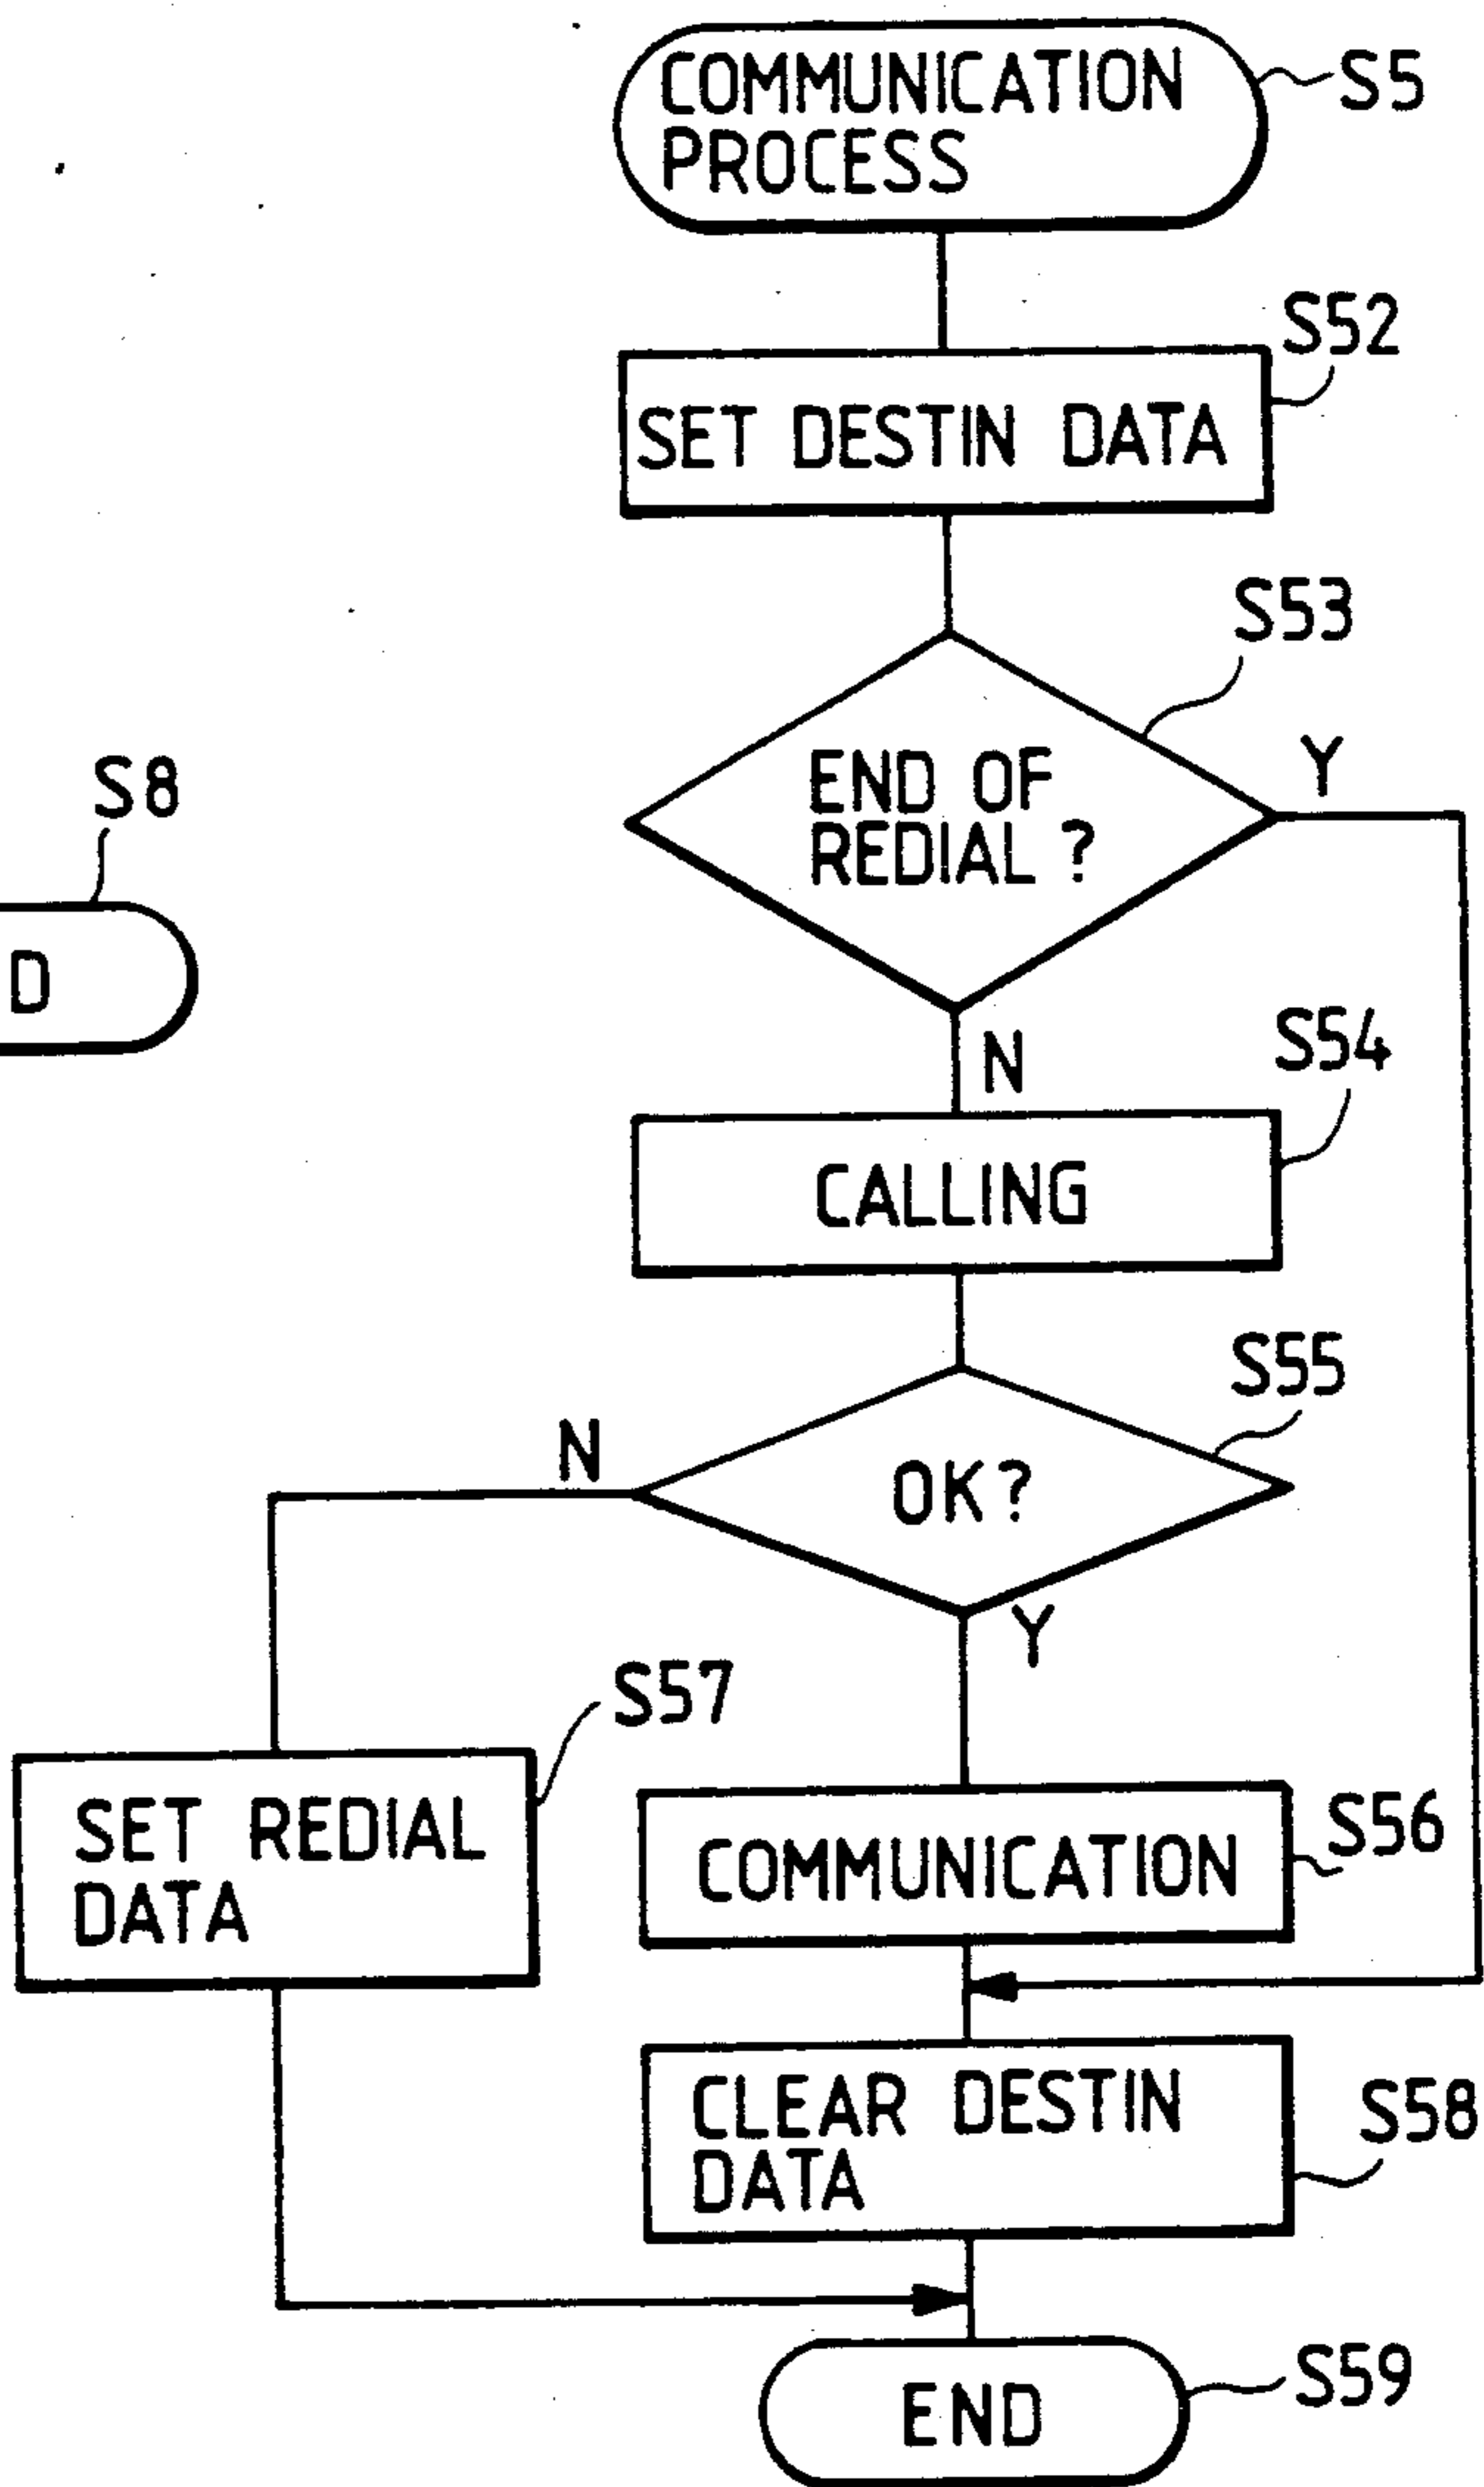 COMMUNICATION
PROCESS
S5
S52
SET DESTIN DATA
S53
END OF
REDIAL ?
Y
S8
D
N
S54
CALLING
S55
N
OK?
Y
S57
SET REDIAL
DATA
S56
COMMUNICATION
CLEAR DESTIN
DATA
S58
END
S59